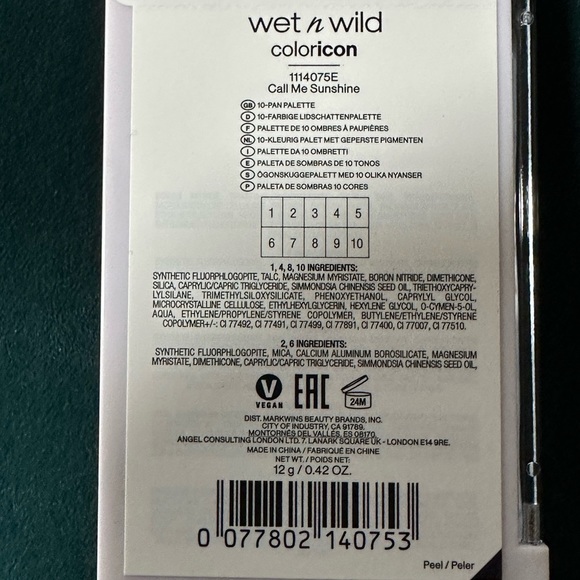 wet n wild
coloricon
1114075E
Call Me Sunshine
GB 10-PAN PALETTE
D 10-FARBIGE LIDSCHATTENPALETTE
F PALETTE DE 10 OMBRES À PAUPIÈRES
NL 10-KLEURIG PALET MET GEPERSTE PIGMENTEN
I PALETTE DA 10 OMBRETTI
E PALETA DE SOMBRAS DE 10 TONOS
S ÖGONSKUGGEPALETT MED 10 OLIKA NYANSER
P PALETA DE SOMBRAS 10 CORES
1 2 3 4 5
6 7 8 9 10
1, 4, 8, 10 INGREDIENTS:
SYNTHETIC FLUORPHLOGOPITE, TALC, MAGNESIUM MYRISTATE, BORON NITRIDE, DIMETHICONE,
SILICA, CAPRYLIC/CAPRIC TRIGLYCERIDE, SIMMONDSIA CHINENSIS SEED OIL, TRIETHOXYCAPRY-
LYLSILANE, TRIMETHYLSILOXYSILICATE, PHENOXYETHANOL, CAPRYLYL GLYCOL,
MICROCRYSTALLINE CELLULOSE, ETHYLHEXYLGLYCERIN, HEXYLENE GLYCOL, O-CYMEN-5-OL,
AQUA, ETHYLENE/PROPYLENE/STYRENE COPOLYMER, BUTYLENE/ETHYLENE/STYRENE
COPOLYMER+/-: CI 77492, CI 77491, CI 77499, CI 77891, CI 77400, CI 77007, CI 77510.
2, 6 INGREDIENTS:
SYNTHETIC FLUORPHLOGOPITE, MICA, CALCIUM ALUMINUM BOROSILICATE, MAGNESIUM
MYRISTATE, DIMETHICONE, CAPRYLIC/CAPRIC TRIGLYCERIDE, SIMMONDSIA CHINENSIS SEED OIL,
V VEGAN EAC 24M
DIST. MARKWINS BEAUTY BRANDS, INC.
CITY OF INDUSTRY, CA 91789.
MONTORNÉS DEL VALLÉS, ES 08170.
ANGEL CONSULTING LONDON LTD. 7. LANARK SQUARE UK - LONDON E14 9RE.
MADE IN CHINA / FABRIQUÉ EN CHINE
NET WT. / POIDS NET:
12 g / 0.42 OZ.
0 077802 140753
Peel / Peler